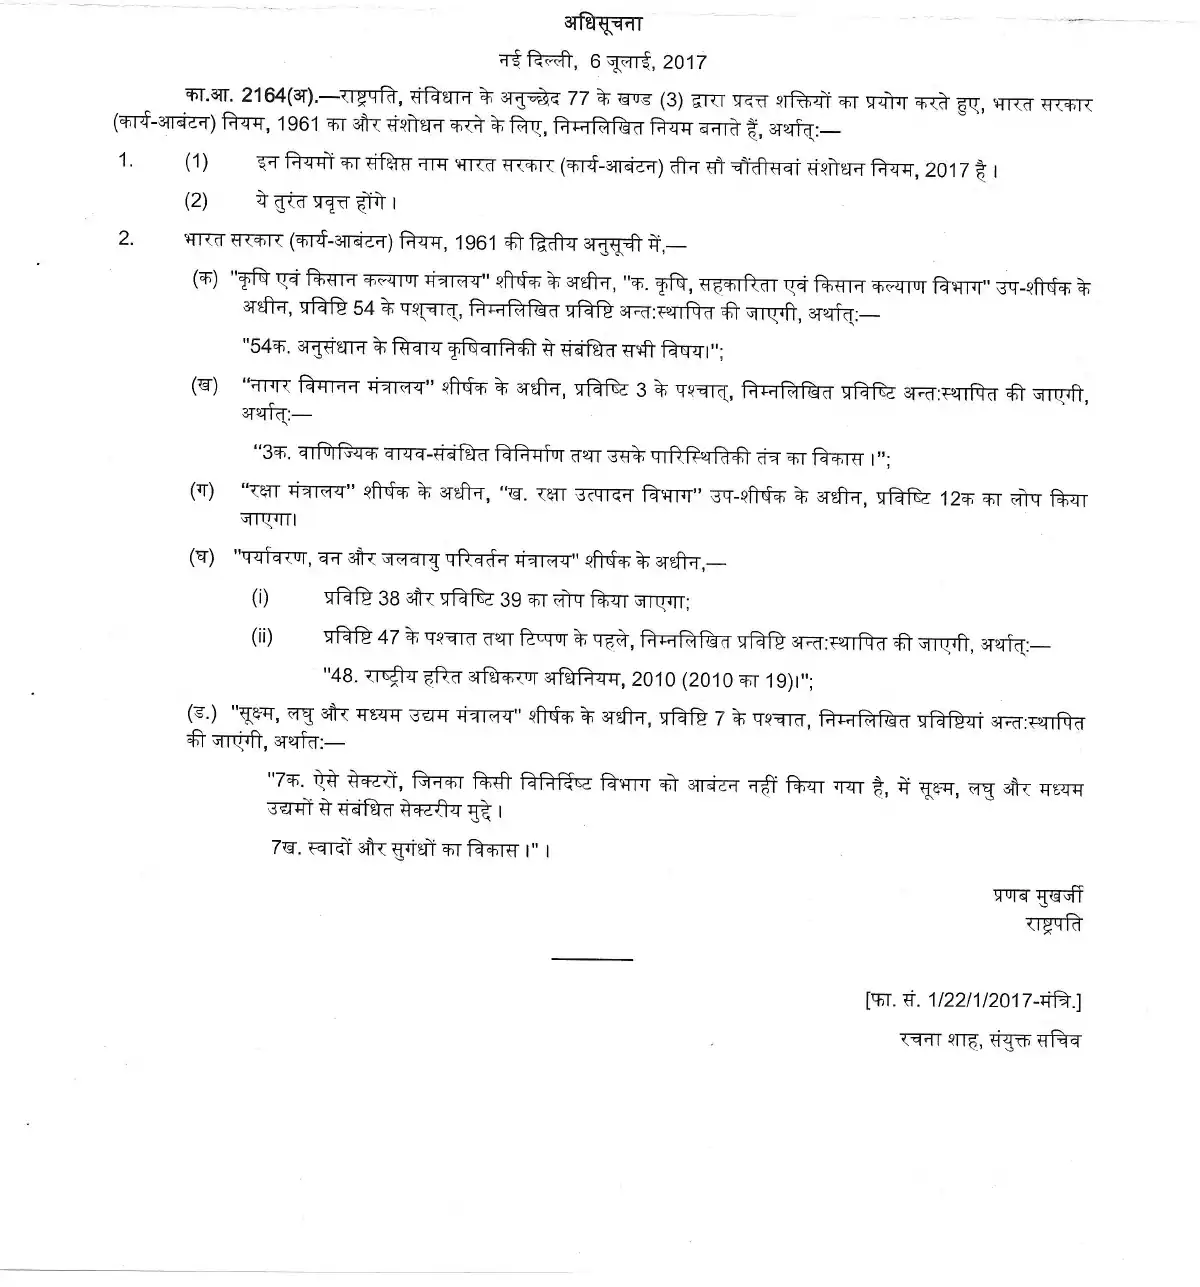 अधिसूचना
नई दिल्ली, 6 जूलाई, 2017
का.आ. 2164(अ).—राष्ट्रपति, संविधान के अनुच्छेद 77 के खण्ड (3) द्वारा प्रदत्त शक्तियों का प्रयोग करते हुए, भारत सरकार
(कार्य-आबंटन) नियम, 1961 का और संशोधन करने के लिए, निम्नलिखित नियम बनाते हैं, अर्थात्:—
1. (1) इन नियमों का संक्षिप्त नाम भारत सरकार (कार्य-आबंटन) तीन सौ चौंतीसवां संशोधन नियम, 2017 है।
(2) ये तुरंत प्रवृत्त होंगे।
2. भारत सरकार (कार्य-आबंटन) नियम, 1961 की द्वितीय अनुसूची में,—
(क) "कृषि एवं किसान कल्याण मंत्रालय" शीर्षक के अधीन, "क. कृषि, सहकारिता एवं किसान कल्याण विभाग" उप-शीर्षक के
अधीन, प्रविष्टि 54 के पश्चात्, निम्नलिखित प्रविष्टि अन्त:स्थापित की जाएगी, अर्थात्:—
"54क. अनुसंधान के सिवाय कृषिवानिकी से संबंधित सभी विषय।";
(ख) “नागर विमानन मंत्रालय” शीर्षक के अधीन, प्रविष्टि 3 के पश्चात्, निम्नलिखित प्रविष्टि अन्त:स्थापित की जाएगी,
अर्थात्:—
“3क. वाणिज्यिक वायव-संबंधित विनिर्माण तथा उसके पारिस्थितिकी तंत्र का विकास ।”;
(ग) “रक्षा मंत्रालय” शीर्षक के अधीन, “ख. रक्षा उत्पादन विभाग” उप-शीर्षक के अधीन, प्रविष्टि 12क का लोप किया
जाएगा।
(घ) "पर्यावरण, वन और जलवायु परिवर्तन मंत्रालय" शीर्षक के अधीन,—
(i) प्रविष्टि 38 और प्रविष्टि 39 का लोप किया जाएगा;
(ii) प्रविष्टि 47 के पश्चात तथा टिप्पण के पहले, निम्नलिखित प्रविष्टि अन्त:स्थापित की जाएगी, अर्थात्:—
"48. राष्ट्रीय हरित अधिकरण अधिनियम, 2010 (2010 का 19)।";
(ड.) "सूक्ष्म, लघु और मध्यम उद्यम मंत्रालय" शीर्षक के अधीन, प्रविष्टि 7 के पश्चात, निम्नलिखित प्रविष्टियां अन्त:स्थापित
की जाएंगी, अर्थात:—
"7क. ऐसे सेक्टरों, जिनका किसी विनिर्दिष्ट विभाग को आबंटन नहीं किया गया है, में सूक्ष्म, लघु और मध्यम
उद्यमों से संबंधित सेक्टरीय मुद्दे ।
7ख. स्वादों और सुगंधों का विकास ।" ।
प्रणब मुखर्जी
राष्ट्रपति
[फा. सं. 1/22/1/2017-मंत्रि.]
रचना शाह, संयुक्त सचिव